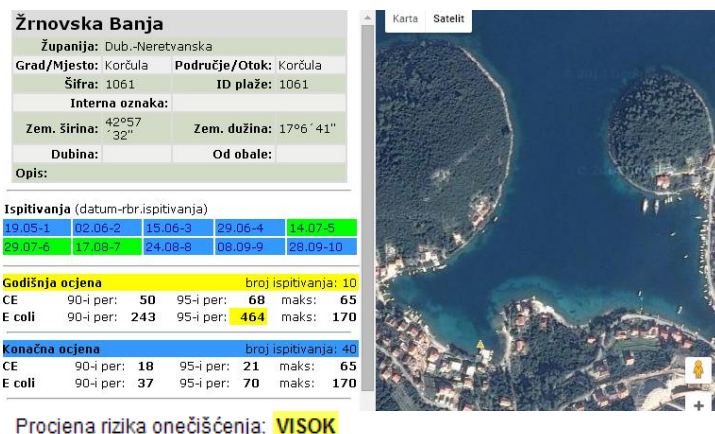 Žrnovska Banja
Županija: Dub.-Neretvanska
Grad/Mjesto: Korčula Područje/Otok: Korčula
Šifra: 1061 ID plaže: 1061
Interna oznaka:
Zem. širina: 42°57´32" Zem. dužina: 17°6´41"
Dubina: Od obale:
Opis:
Ispitivanja (datum-rbr.ispitivanja)
19.05-1 02.06-2 15.06-3 29.06-4 14.07-5
29.07-6 17.08-7 24.08-8 08.09-9 28.09-10
Godišnja ocjena broj ispitivanja: 10
CE 90-i per: 50 95-i per: 68 maks: 65
E coli 90-i per: 243 95-i per: 464 maks: 170
Konačna ocjena broj ispitivanja: 40
CE 90-i per: 18 95-i per: 21 maks: 65
E coli 90-i per: 37 95-i per: 70 maks: 170
Procjena rizika onečišćenja: VISOK
Karta Satelit